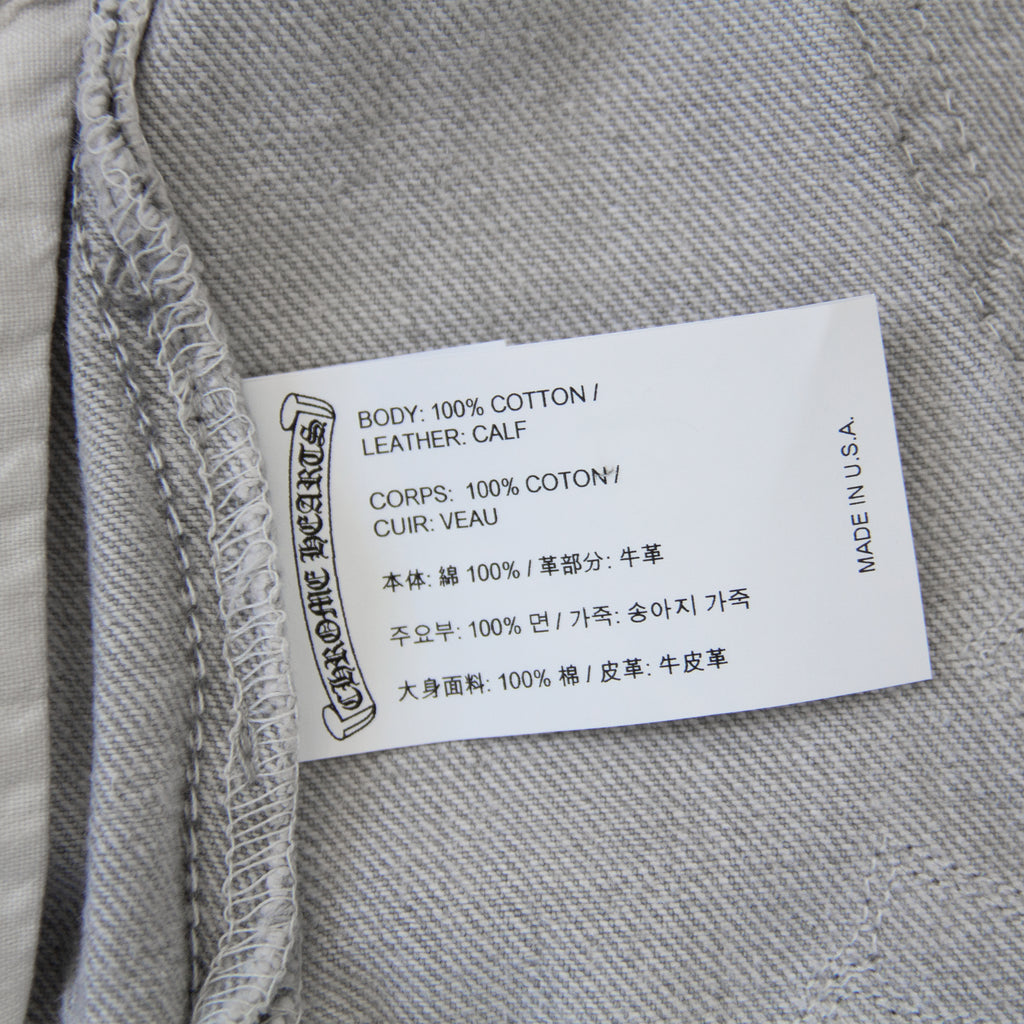 CHROME HEARTS
BODY: 100% COTTON /
LEATHER: CALF
CORPS: 100% COTON /
CUIR: VEAU
本体: 綿 100% / 革部分: 牛革
주요부: 100% 면 / 가죽: 송아지 가죽
大身面料: 100% 棉 / 皮革: 牛皮革
MADE IN U.S.A.